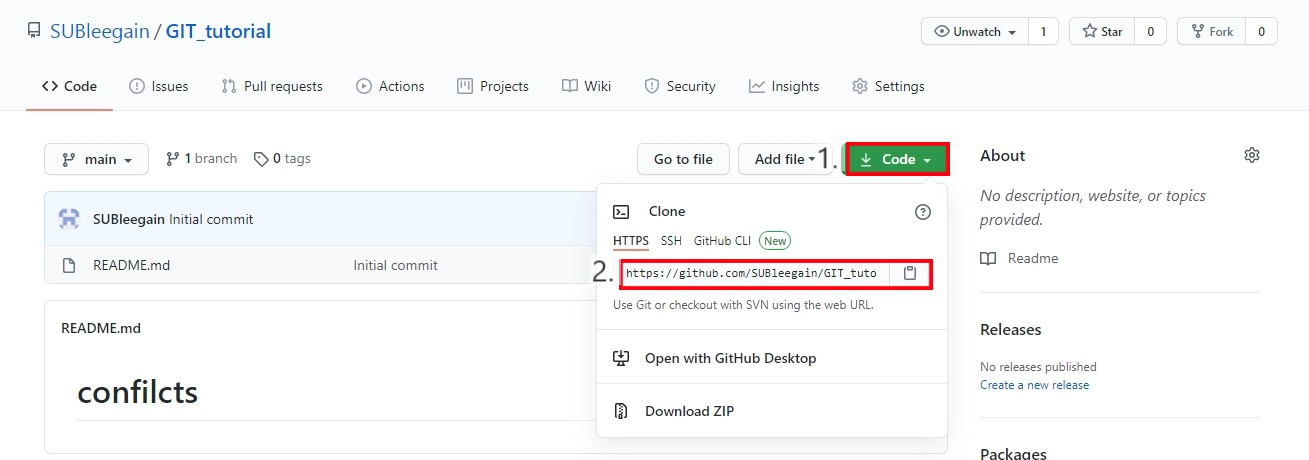 SUBleegain / GIT_tutorial
Unwatch 1 Star 0 Fork 0
Code Issues Pull requests Actions Projects Wiki Security Insights Settings
main 1 branch 0 tags Go to file Add file 1. Code
About
No description, website, or topics
provided.
Readme
SUBleegain Initial commit
README.md Initial commit
Clone
HTTPS SSH GitHub CLI New
2. https://github.com/SUBleegain/GIT_tuto
Use Git or checkout with SVN using the web URL.
Open with GitHub Desktop
Download ZIP
README.md
confilcts
Releases
No releases published
Create a new release
Packages